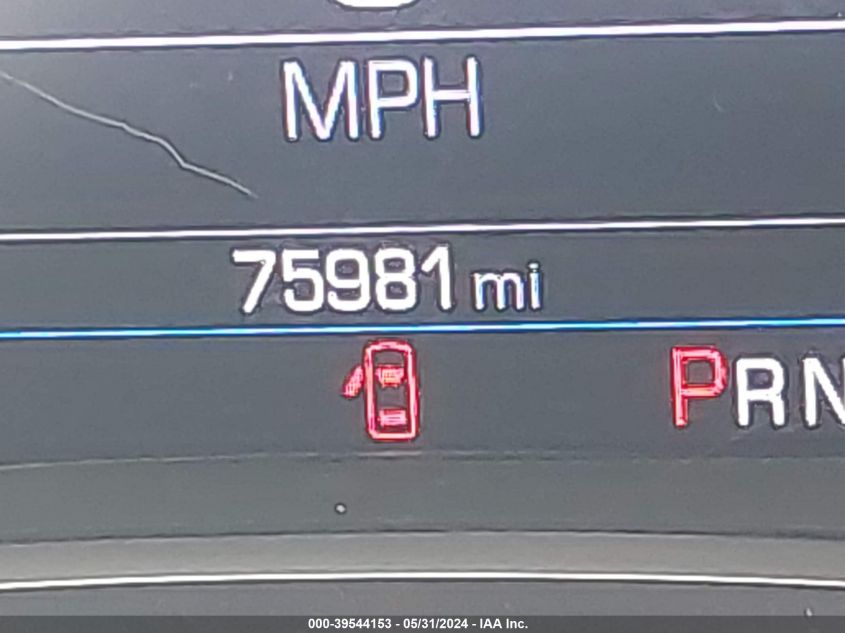 MPH
75981 mi
PRN
000-39544153 - 05/31/2024 - IAA Inc.